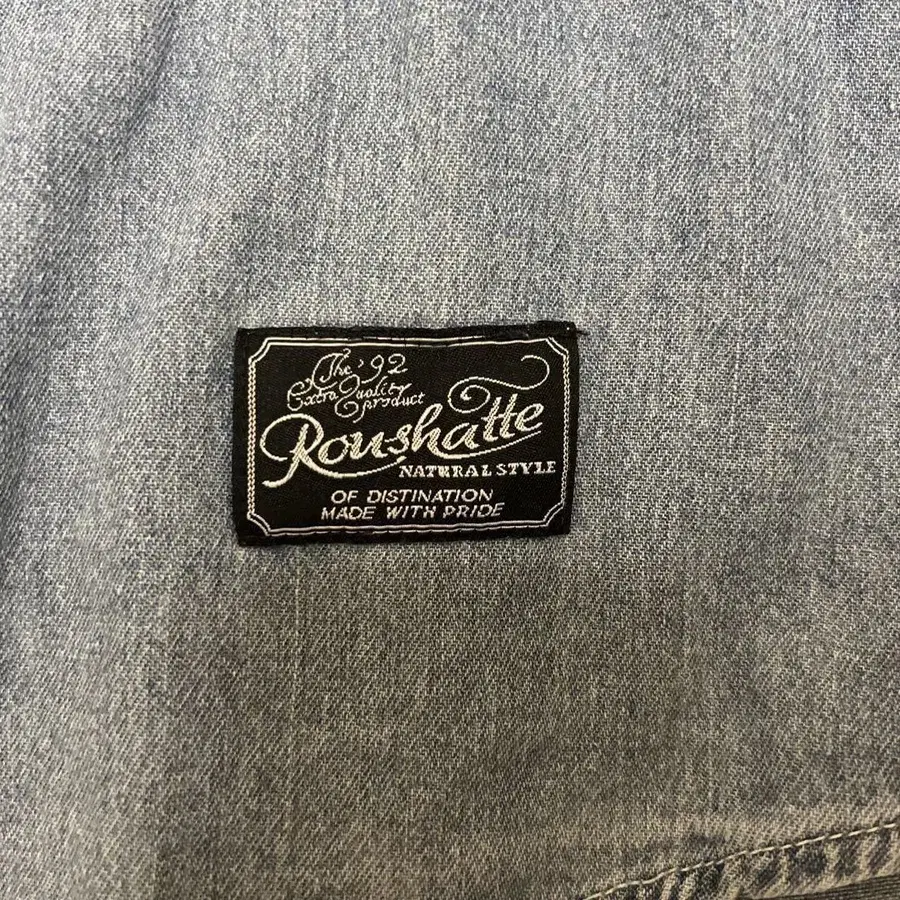 The '92
Extra Quality
product
Roushatte
NATURAL STYLE
OF DISTINATION
MADE WITH PRIDE